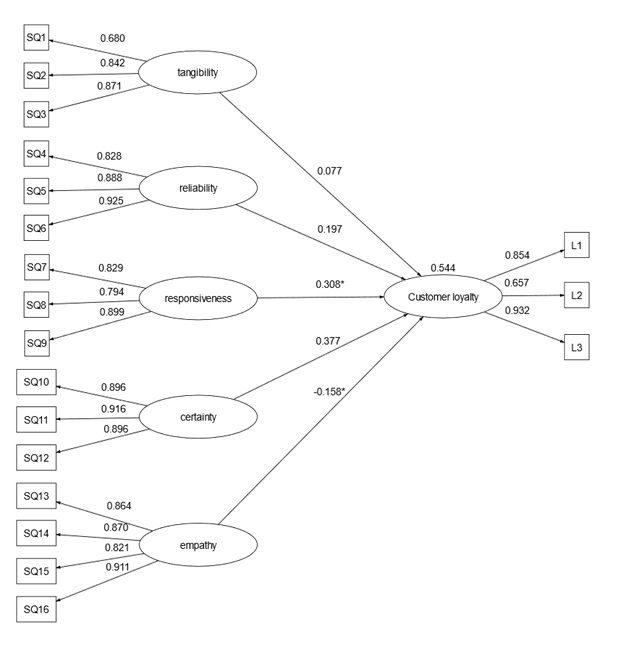 SQ1
0.680
SQ2
0.842
SQ3
0.871
tangibility
SQ4
0.828
SQ5
0.888
SQ6
0.925
reliability
SQ7
0.829
SQ8
0.794
SQ9
0.899
responsiveness
SQ10
0.896
SQ11
0.916
SQ12
0.896
certainty
SQ13
0.864
SQ14
0.870
SQ15
0.821
SQ16
0.911
empathy
0.077
0.197
0.308*
0.377
-0.158*
0.544
Customer loyalty
0.854
L1
0.657
L2
0.932
L3